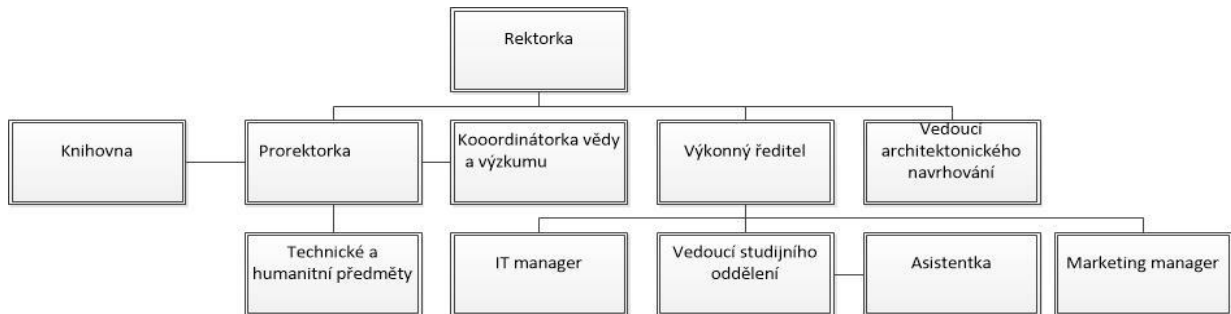 Rektorka
Knihovna
Prorektorka
Kooordinátorka vědy
a výzkumu
Výkonný ředitel
Vedoucí
architektonického
navrhování
Technické a
humanitní předměty
IT manager
Vedoucí studijního
oddělení
Asistentka
Marketing manager